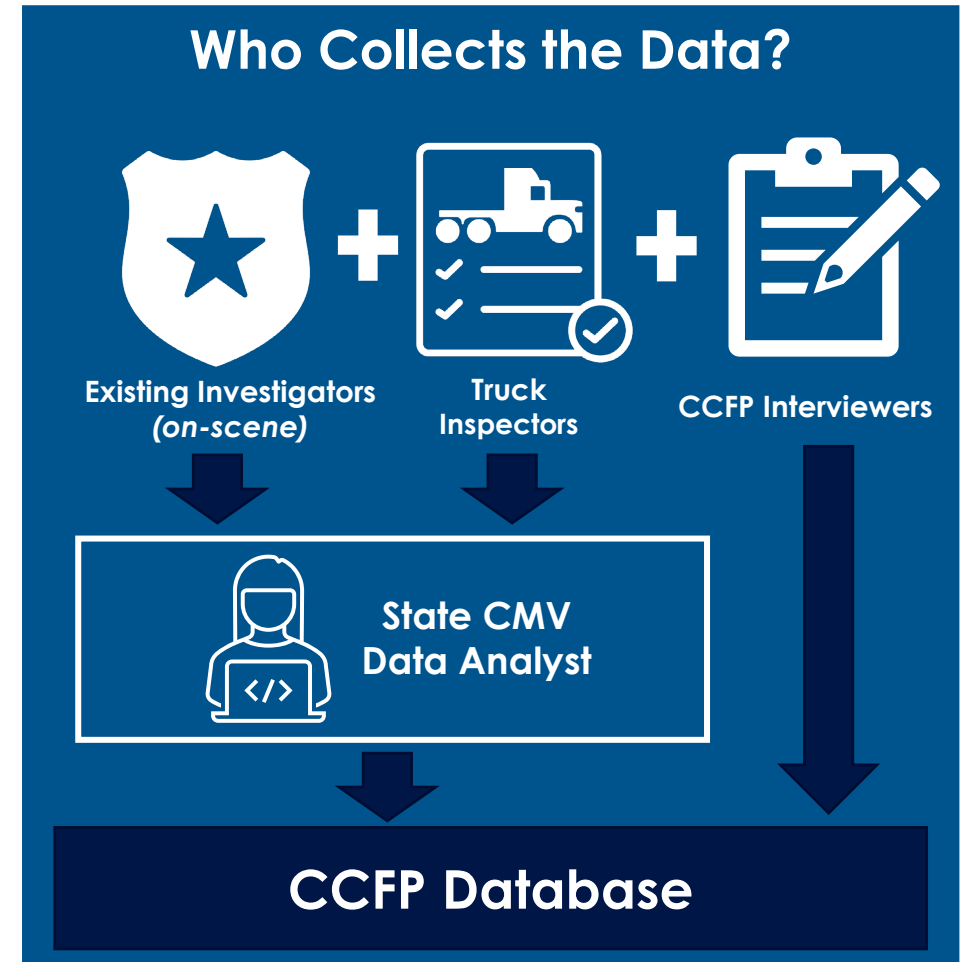 Who Collects the Data?
Existing Investigators
(on-scene)
Truck
Inspectors
CCFP Interviewers
State CMV
Data Analyst
</>
CCFP Database